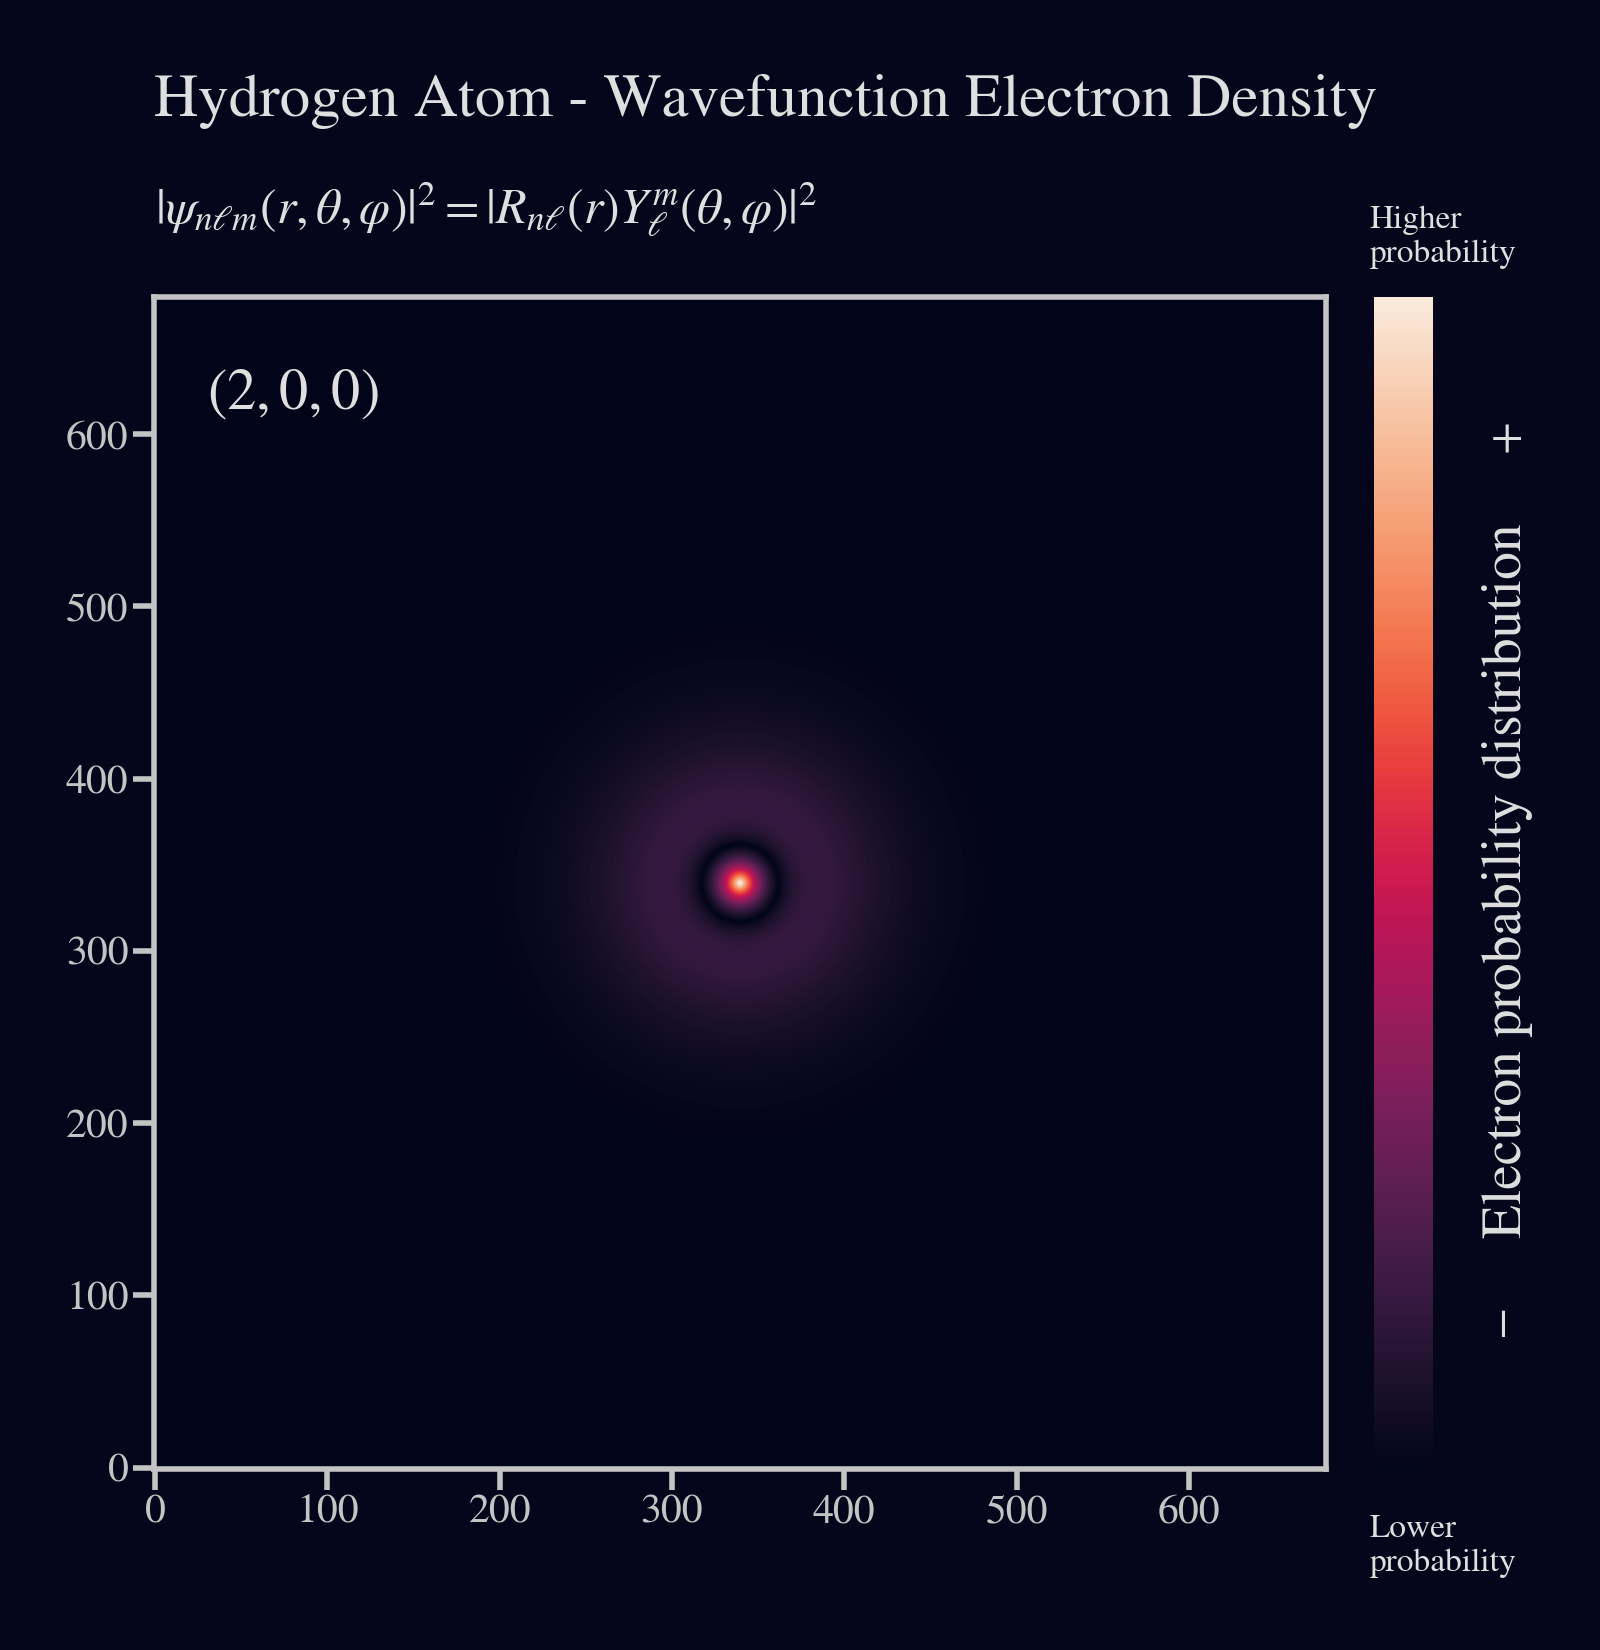 Hydrogen Atom - Wavefunction Electron Density
|ψnℓm(r, θ, φ)|² = |Rnℓ(r)Yℓᵐ(θ, φ)|²
Higher
probability
(2, 0, 0)
600
500
400
300
200
100
0
0 100 200 300 400 500 600
− Electron probability distribution +
Lower
probability